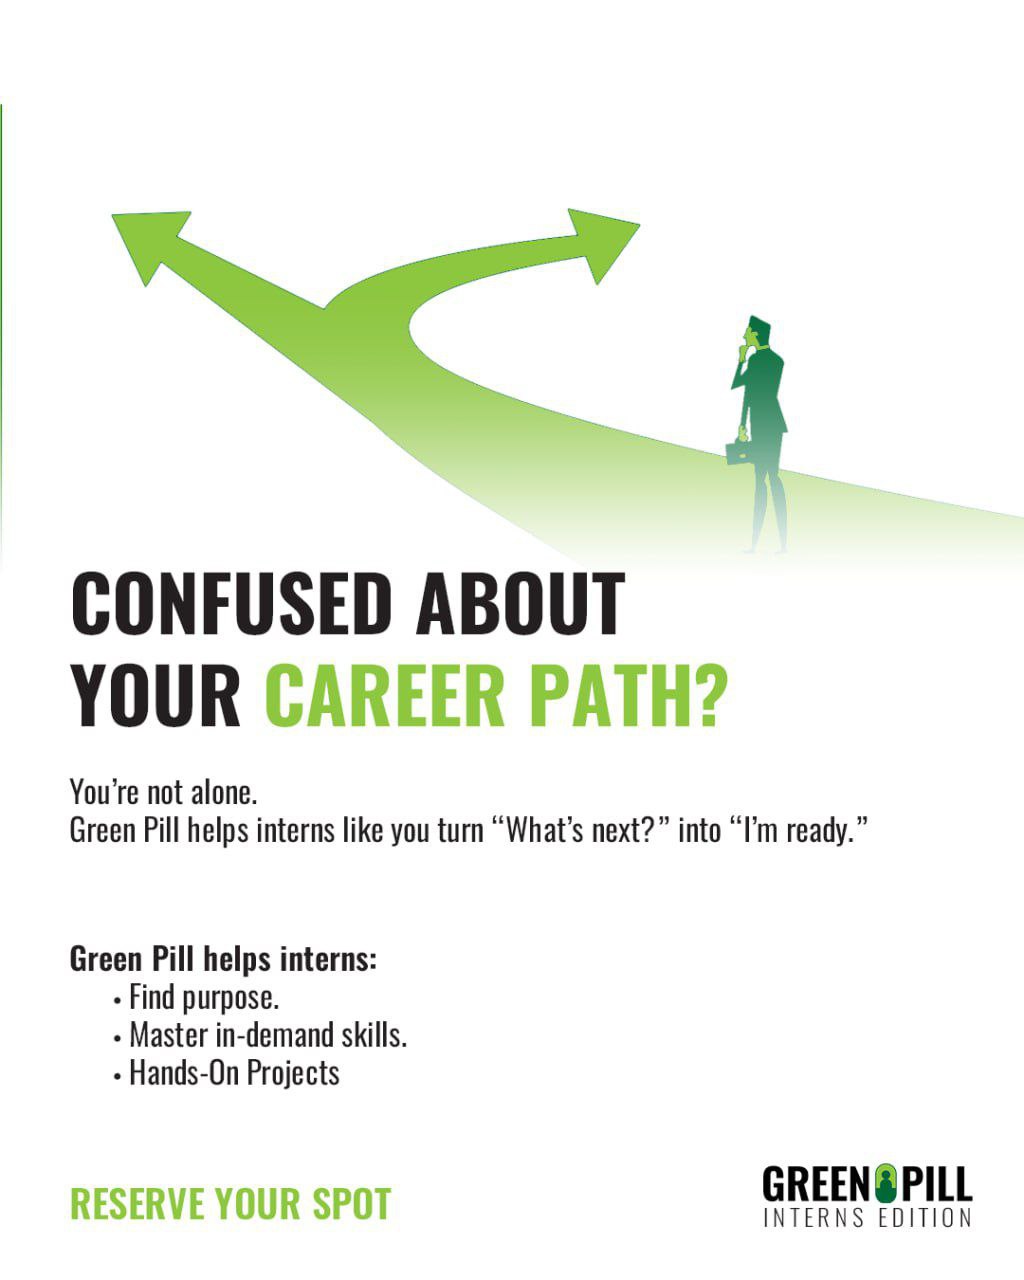 CONFUSED ABOUT
YOUR CAREER PATH?
You’re not alone.
Green Pill helps interns like you turn “What’s next?” into “I’m ready.”
Green Pill helps interns:
• Find purpose.
• Master in-demand skills.
• Hands-On Projects
RESERVE YOUR SPOT
GREEN PILL
INTERNS EDITION